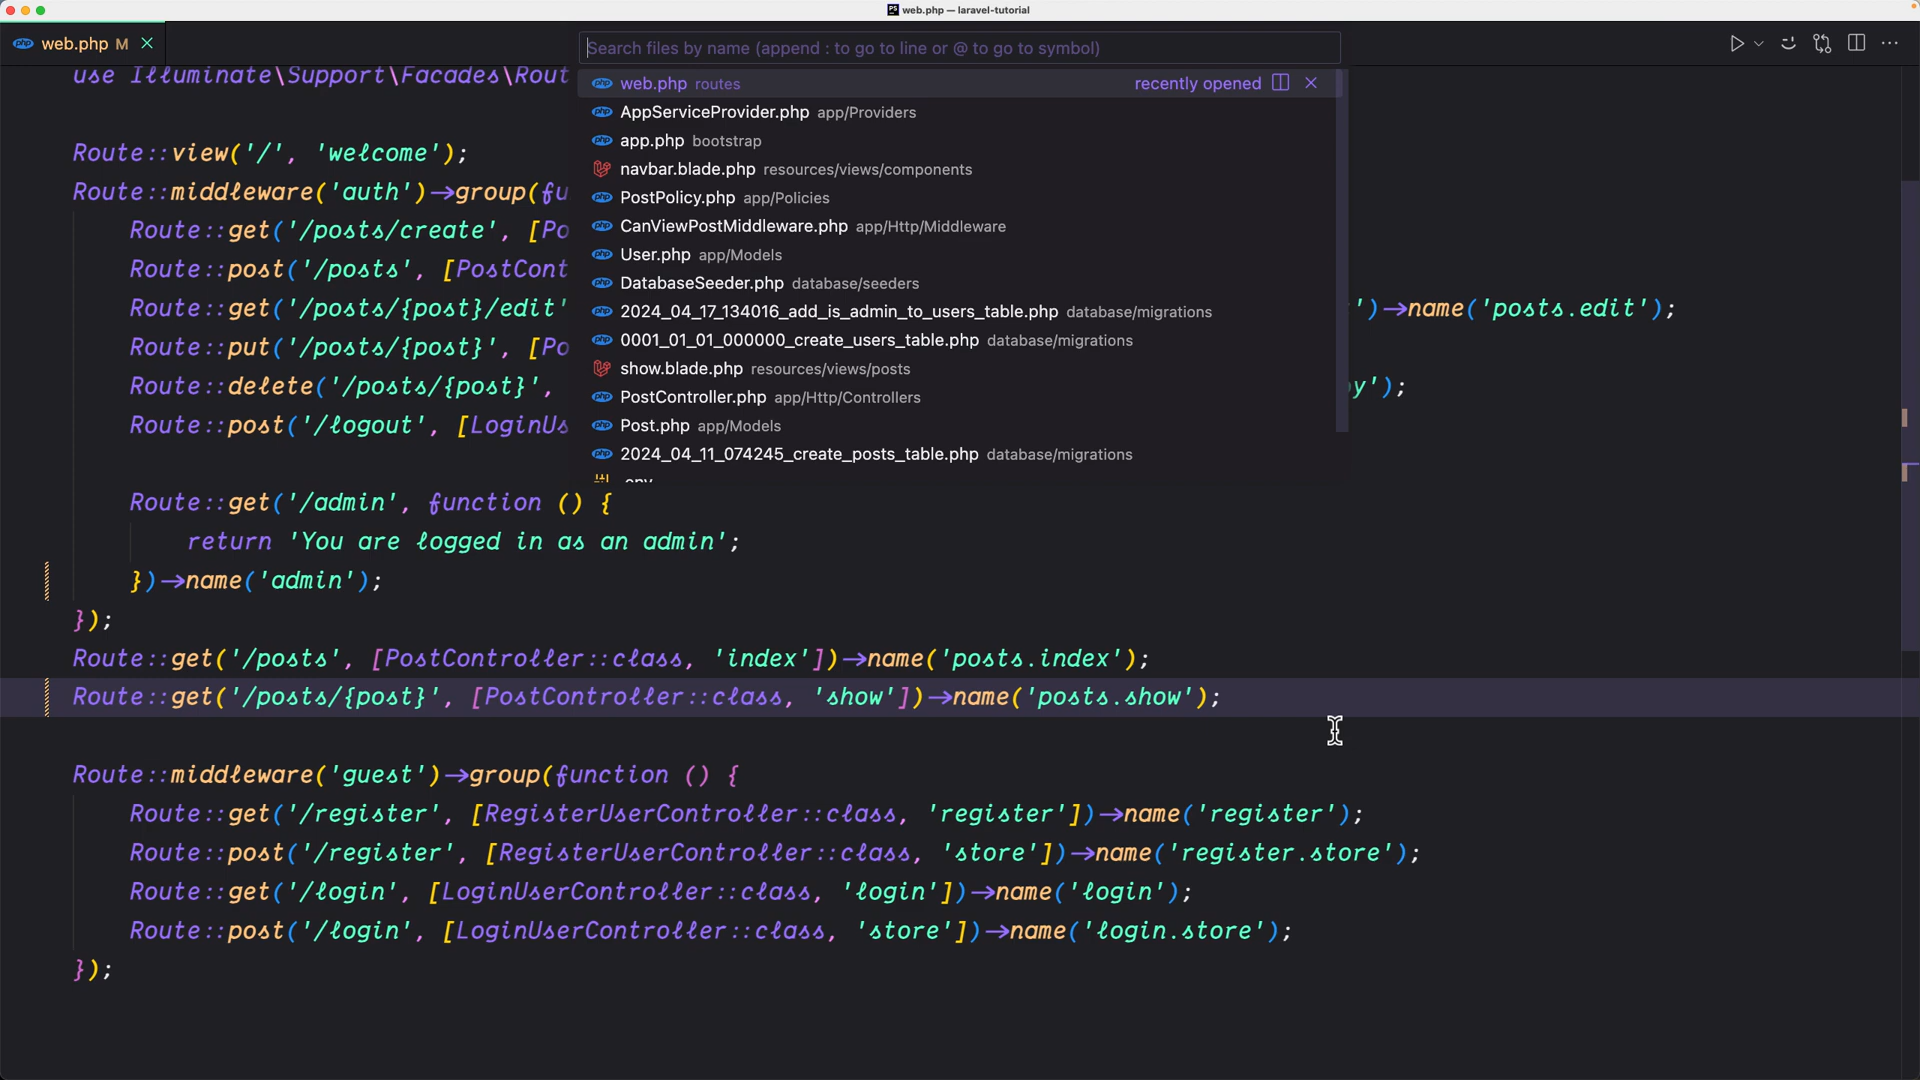 web.php — laravel-tutorial
web.php M
Search files by name (append : to go to line or @ to go to symbol)
use Illuminate\Support\Facades\Rout
web.php routes recently opened
AppServiceProvider.php app/Providers
app.php bootstrap
navbar.blade.php resources/views/components
PostPolicy.php app/Policies
CanViewPostMiddleware.php app/Http/Middleware
User.php app/Models
DatabaseSeeder.php database/seeders
2024_04_17_134016_add_is_admin_to_users_table.php database/migrations
0001_01_01_000000_create_users_table.php database/migrations
show.blade.php resources/views/posts
PostController.php app/Http/Controllers
Post.php app/Models
2024_04_11_074245_create_posts_table.php database/migrations
.env
Route::view('/', 'welcome');
Route::middleware('auth')->group(fu
Route::get('/posts/create', [Po
Route::post('/posts', [PostCont
Route::get('/posts/{post}/edit' ')->name('posts.edit');
Route::put('/posts/{post}', [Po
Route::delete('/posts/{post}', y');
Route::post('/logout', [LoginUs
Route::get('/admin', function () {
return 'You are logged in as an admin';
})->name('admin');
});
Route::get('/posts', [PostController::class, 'index'])->name('posts.index');
Route::get('/posts/{post}', [PostController::class, 'show'])->name('posts.show');
Route::middleware('guest')->group(function () {
Route::get('/register', [RegisterUserController::class, 'register'])->name('register');
Route::post('/register', [RegisterUserController::class, 'store'])->name('register.store');
Route::get('/login', [LoginUserController::class, 'login'])->name('login');
Route::post('/login', [LoginUserController::class, 'store'])->name('login.store');
});